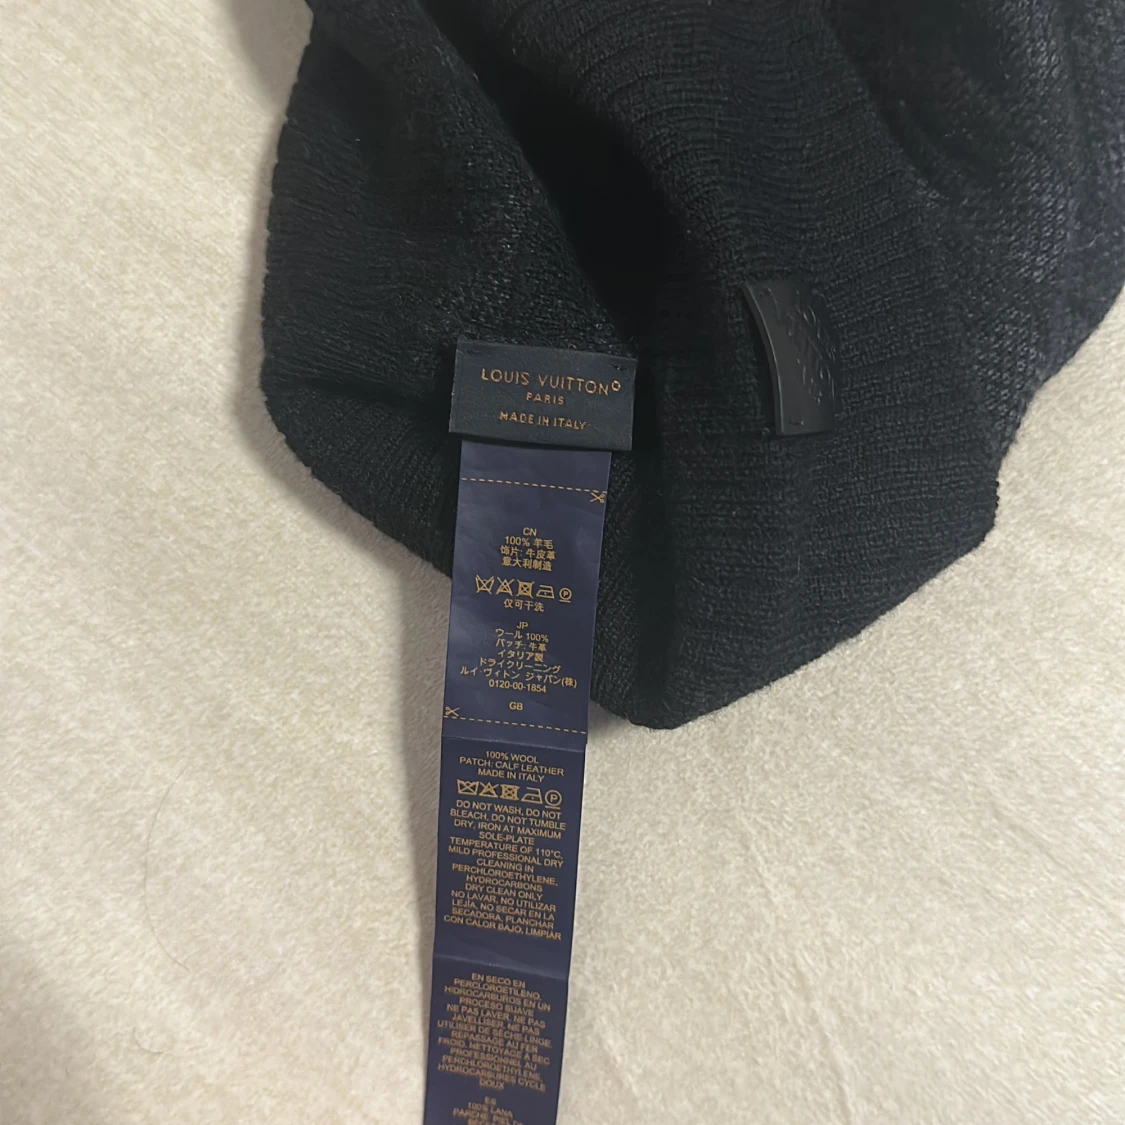 LOUIS VUITTON
PARIS
MADE IN ITALY
CN
100% 羊毛
饰片: 牛皮革
意大利制造
P
仅可干洗
JP
ウール 100%
パッチ: 牛革
イタリア製
ドライクリーニング
ルイ・ヴィトン ジャパン(株)
0120-00-1854
GB
100% WOOL
PATCH: CALF LEATHER
MADE IN ITALY
P
DO NOT WASH, DO NOT
BLEACH, DO NOT TUMBLE
DRY, IRON AT MAXIMUM
SOLE-PLATE
TEMPERATURE OF 110°C,
MILD PROFESSIONAL DRY
CLEANING IN
PERCHLOROETHYLENE,
HYDROCARBONS
DRY CLEAN ONLY
NO LAVAR, NO UTILIZAR
LEJÍA, NO SECAR EN LA
SECADORA, PLANCHAR
CON CALOR BAJO, LIMPIAR
EN SECO EN
PERCLOROETILENO,
HIDROCARBUROS EN UN
PROCESO SUAVE
NE PAS LAVER, NE PAS
JAVELLISER, NE PAS
UTILISER DE SÈCHE LINGE,
REPASSAGE AU FER
FROID, NETTOYAGE À SEC
PROFESSIONNEL AU
PERCHLOROÉTHYLÈNE,
HYDROCARBURES CYCLE
DOUX
ES
100% LANA
PARCHE: PIEL